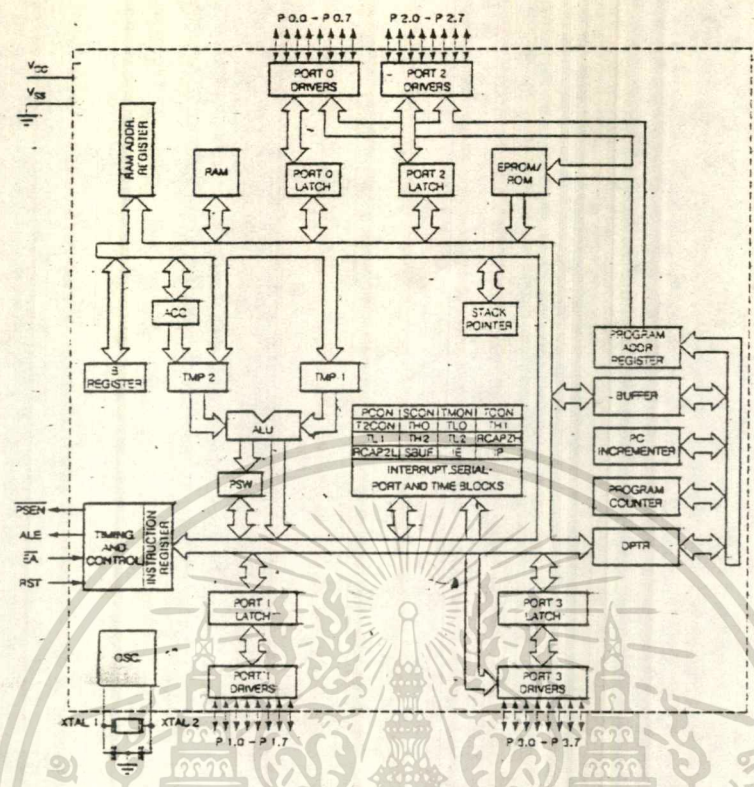 P 0.0 - P 0.7
P 2.0 - P 2.7
VCC
VSS
PORT 0
DRIVERS
PORT 2
DRIVERS
RAM ADDR.
REGISTER
RAM
PORT 0
LATCH
PORT 2
LATCH
EPROM/
ROM
ACC
STACK
POINTER
B
REGISTER
TMP 2
TMP 1
PROGRAM
ADDR
REGISTER
BUFFER
ALU
PCON SCON TMON TCON
T2CON TH0 TL0 TH1
TL1 TH2 TL2 RCAP2H
RCAP2L SBUF IE IP
INTERRUPT.SERIAL-
PORT AND TIME BLOCKS
PC
INCREMENTER
PSW
PROGRAM
COUNTER
PSEN
ALE
EA
RST
TIMING
AND
CONTROL
INSTRUCTION
REGISTER
DPTR
PORT 1
LATCH
PORT 3
LATCH
OSC.
PORT 1
DRIVERS
PORT 3
DRIVERS
XTAL 1
XTAL 2
P 1.0 - P 1.7
P 3.0 - P 3.7